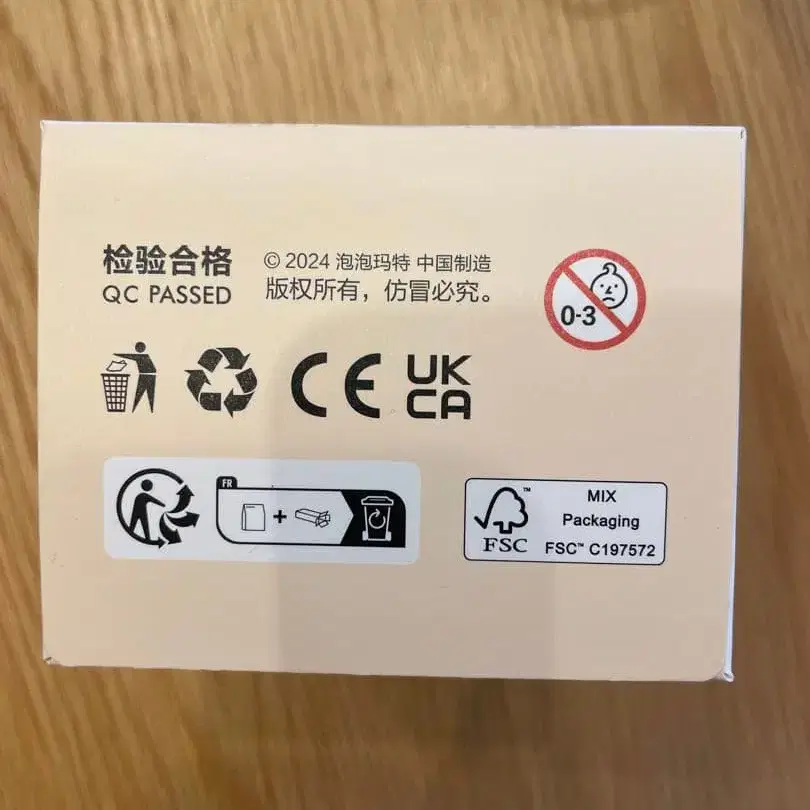 检验合格
QC PASSED
© 2024 泡泡玛特 中国制造
版权所有，仿冒必究。
0-3
CE
UK
CA
FR
+
FSC™
MIX
Packaging
FSC™ C197572